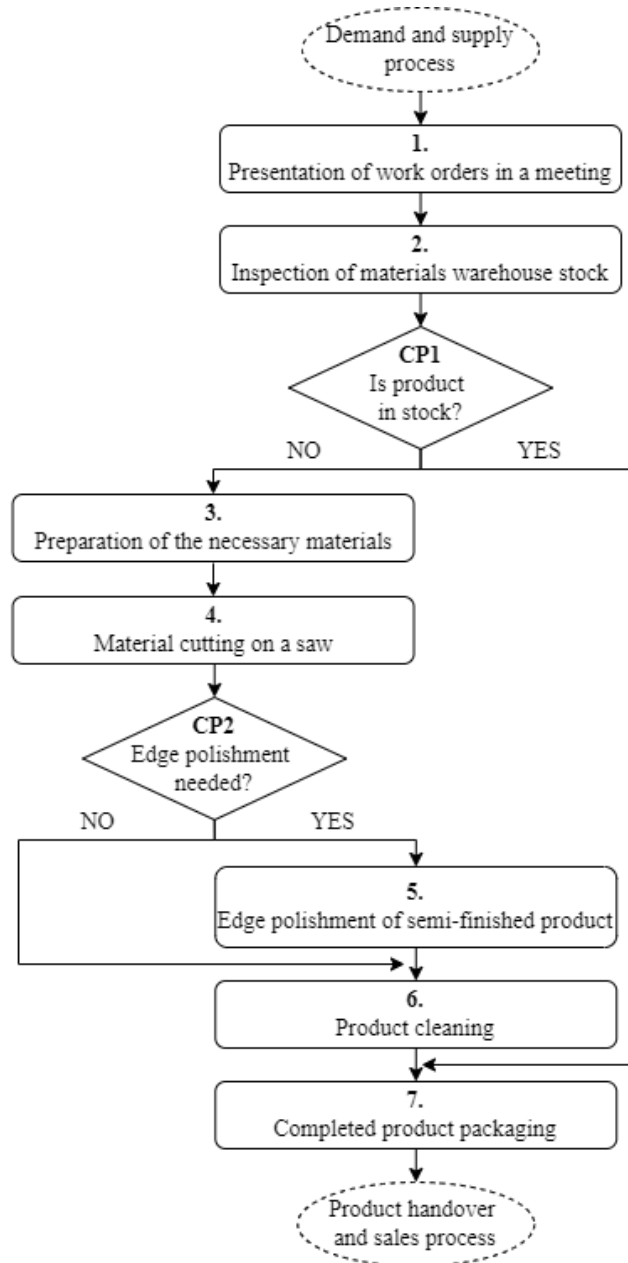 Demand and supply
process
1.
Presentation of work orders in a meeting
2.
Inspection of materials warehouse stock
CP1
Is product
in stock?
NO
YES
3.
Preparation of the necessary materials
4.
Material cutting on a saw
CP2
Edge polishment
needed?
NO
YES
5.
Edge polishment of semi-finished product
6.
Product cleaning
7.
Completed product packaging
Product handover
and sales process